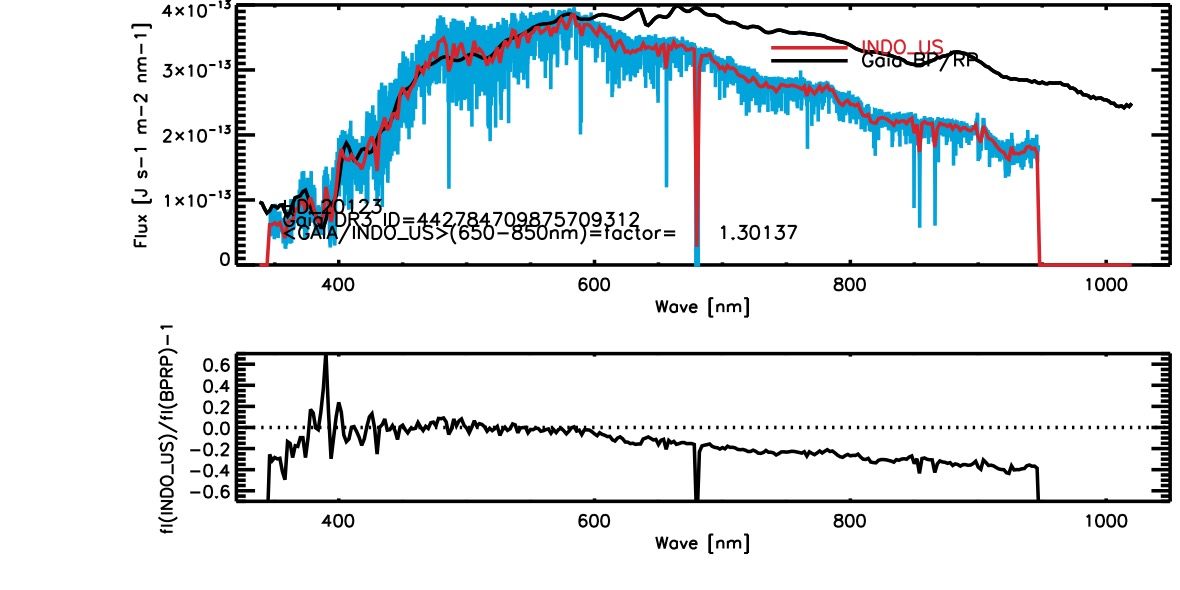 4×10−13
3×10−13
2×10−13
1×10−13
0
Flux [J s−1 m−2 nm−1]
INDO_US
Gaia BP/RP
HD_20123
Gaia DR3 ID=442784709875709312
<GAIA/INDO_US>(650−850nm)=factor= 1.30137
400 600 800 1000
Wave [nm]
fl(INDO_US)/fl(BPRP)−1
0.6
0.4
0.2
0.0
−0.2
−0.4
−0.6
400 600 800 1000
Wave [nm]